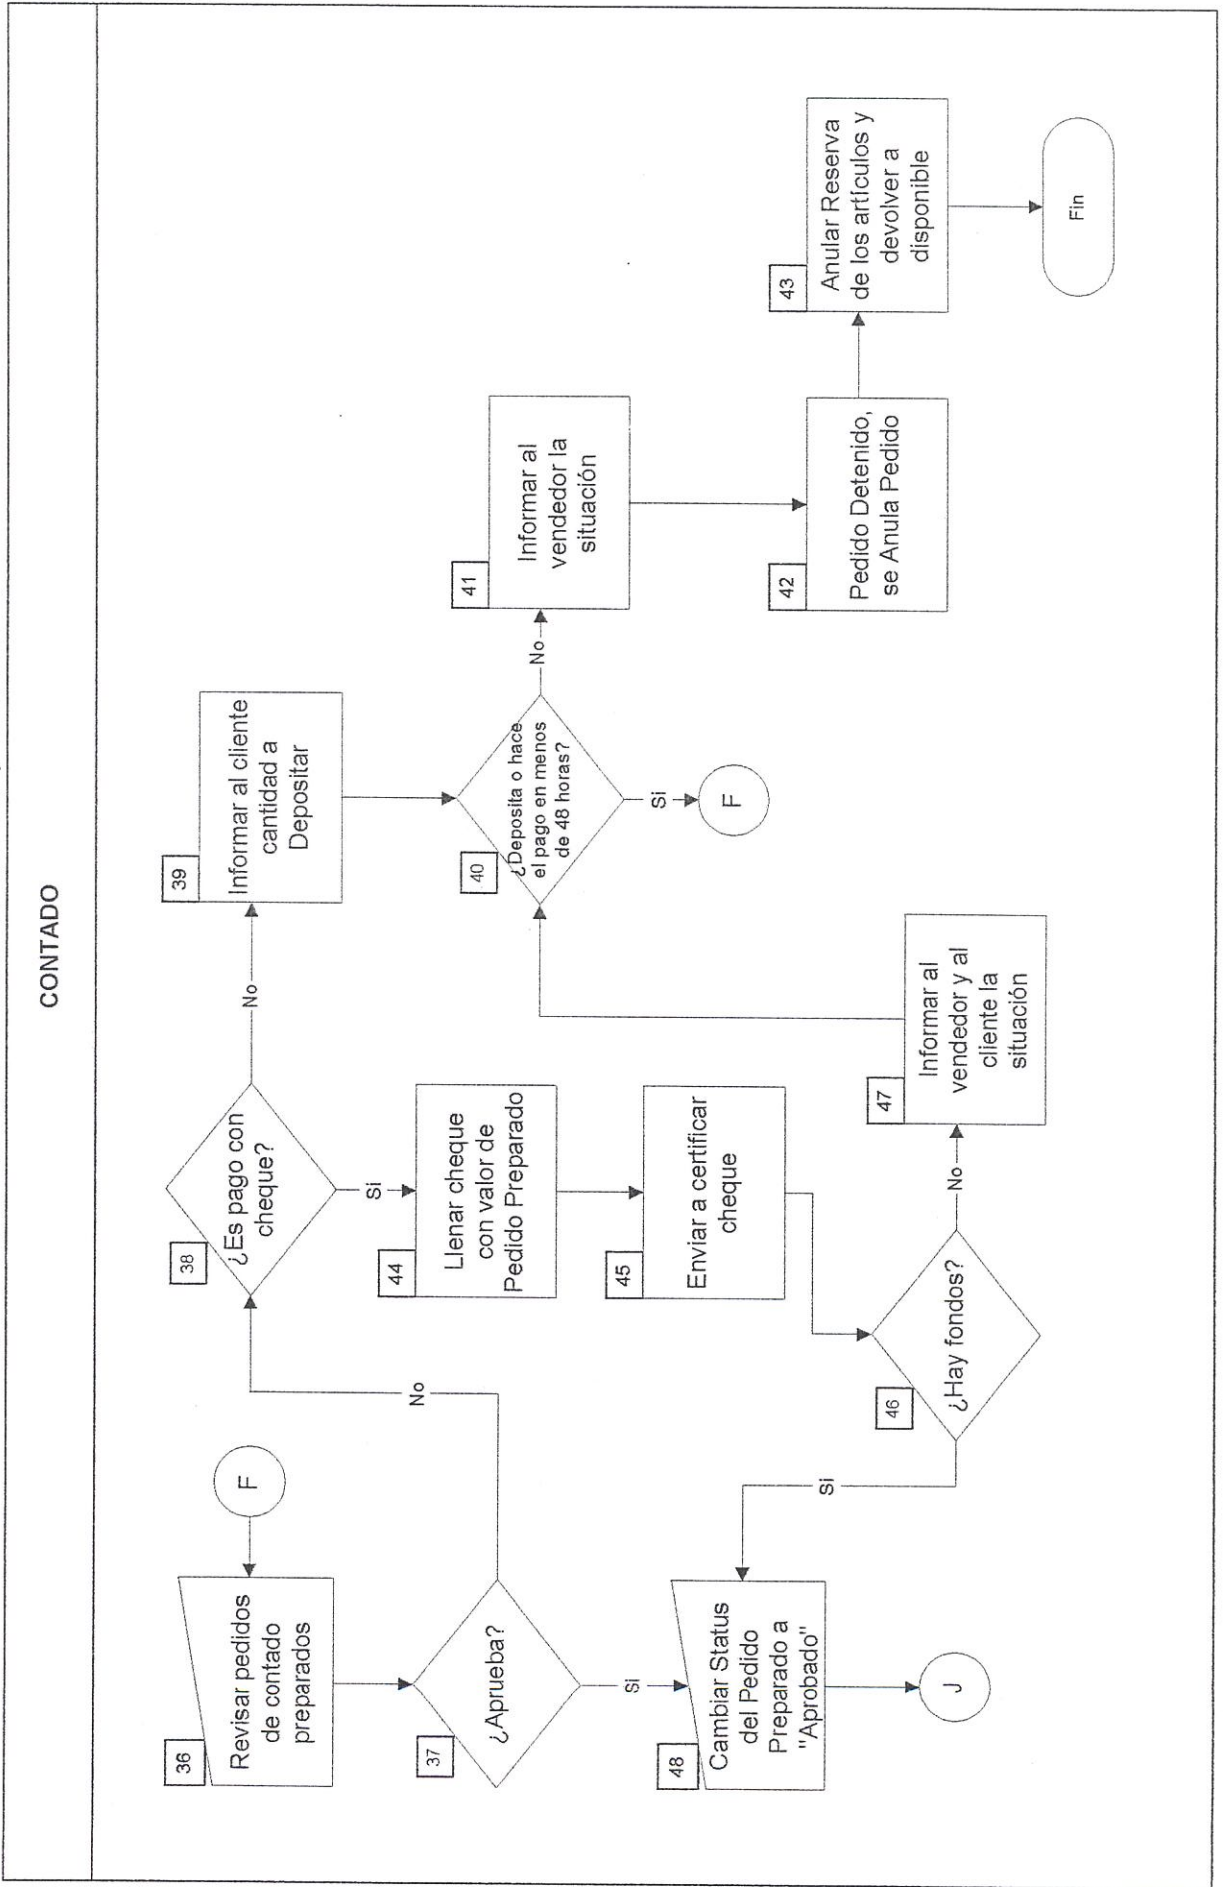 CONTADO
36
Revisar pedidos
de contado
preparados
F
37
¿Aprueba?
No
Si
48
Cambiar Status
del Pedido
Preparado a
"Aprobado"
J
38
¿Es pago con
cheque?
No
Si
44
Llenar cheque
con valor de
Pedido Preparado
45
Enviar a certificar
cheque
46
¿Hay fondos?
Si
No
47
Informar al
vendedor y al
cliente la
situación
39
Informar al cliente
cantidad a
Depositar
40
¿Deposita o hace
el pago en menos
de 48 horas?
Si
F
No
41
Informar al
vendedor la
situación
42
Pedido Detenido,
se Anula Pedido
43
Anular Reserva
de los artículos y
devolver a
disponible
Fin